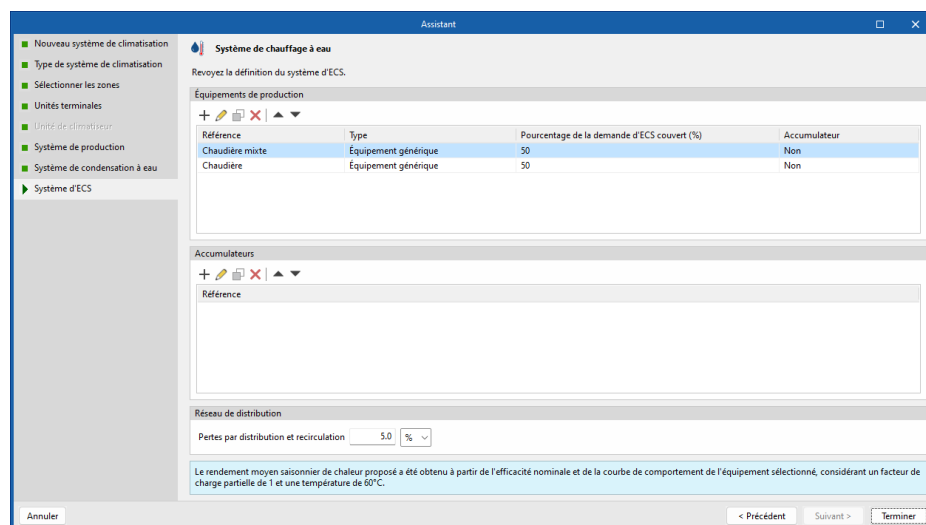 Assistant
Nouveau système de climatisation
Type de système de climatisation
Sélectionner les zones
Unités terminales
Unité de climatiseur
Système de production
Système de condensation à eau
Système d'ECS
Système de chauffage à eau
Revoyez la définition du système d'ECS.
Équipements de production
Référence Type Pourcentage de la demande d'ECS couvert (%) Accumulateur
Chaudière mixte Équipement générique 50 Non
Chaudière Équipement générique 50 Non
Accumulateurs
Référence
Réseau de distribution
Pertes par distribution et recirculation 5.0 %
Le rendement moyen saisonnier de chaleur proposé a été obtenu à partir de l'efficacité nominale et de la courbe de comportement de l'équipement sélectionné, considérant un facteur de
charge partielle de 1 et une température de 60°C.
Annuler < Précédent Suivant > Terminer